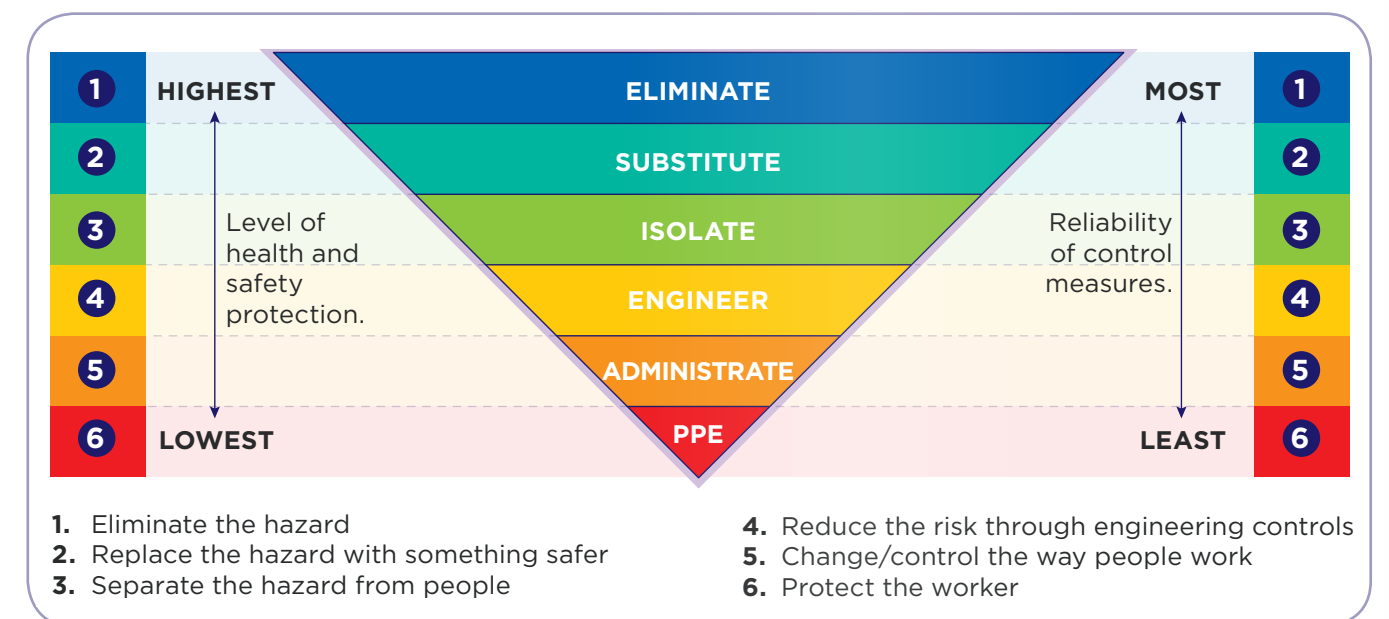 1 HIGHEST ELIMINATE MOST 1
2 SUBSTITUTE 2
3 ISOLATE 3
Level of
health and
safety
protection.
Reliability
of control
measures.
4 ENGINEER 4
5 ADMINISTRATE 5
6 LOWEST PPE LEAST 6
1. Eliminate the hazard
2. Replace the hazard with something safer
3. Separate the hazard from people
4. Reduce the risk through engineering controls
5. Change/control the way people work
6. Protect the worker